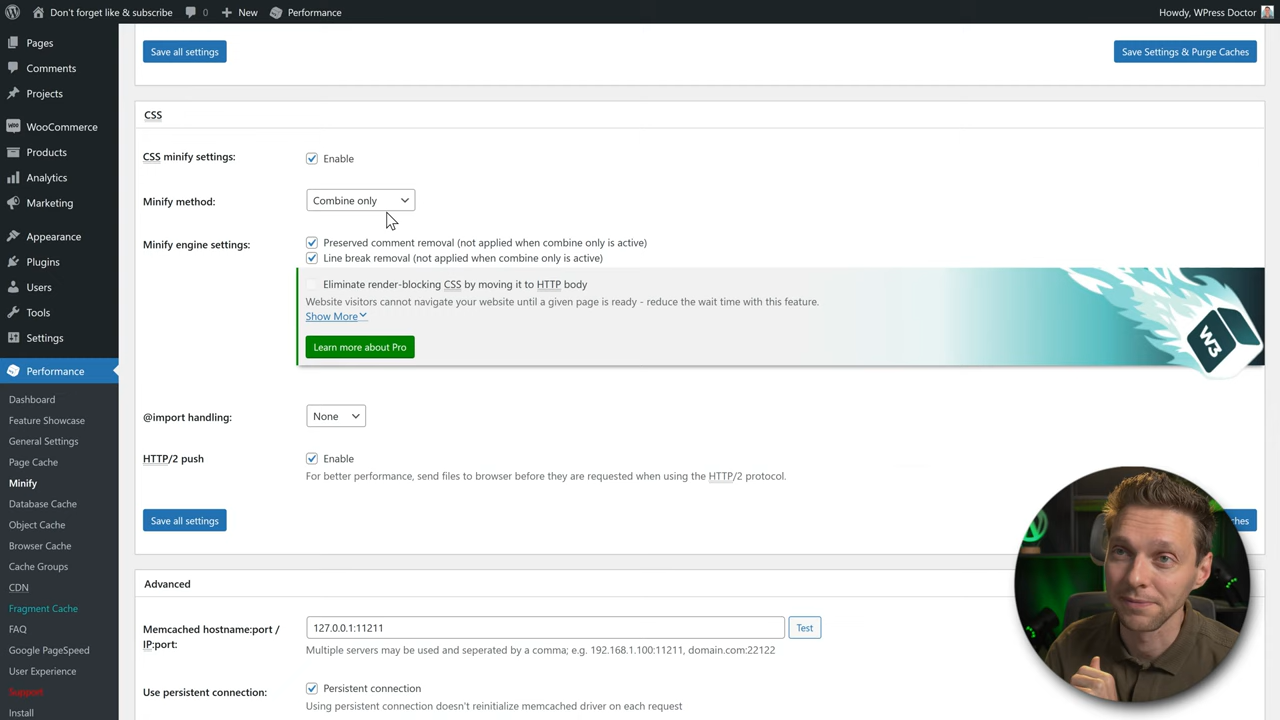 Don't forget like & subscribe 0 New Performance Howdy, WPress Doctor
Pages
Comments
Projects
WooCommerce
Products
Analytics
Marketing
Appearance
Plugins
Users
Tools
Settings
Performance
Dashboard
Feature Showcase
General Settings
Page Cache
Minify
Database Cache
Object Cache
Browser Cache
Cache Groups
CDN
Fragment Cache
FAQ
Google PageSpeed
User Experience
Support
Install
Save all settings Save Settings & Purge Caches
CSS
CSS minify settings: Enable
Minify method: Combine only
Minify engine settings: Preserved comment removal (not applied when combine only is active)
Line break removal (not applied when combine only is active)
Eliminate render-blocking CSS by moving it to HTTP body
Website visitors cannot navigate your website until a given page is ready - reduce the wait time with this feature.
Show More
Learn more about Pro
W3
@import handling: None
HTTP/2 push Enable
For better performance, send files to browser before they are requested when using the HTTP/2 protocol.
Save all settings
Advanced
Memcached hostname:port / 127.0.0.1:11211 Test
IP:port: Multiple servers may be used and seperated by a comma; e.g. 192.168.1.100:11211, domain.com:22122
Use persistent connection: Persistent connection
Using persistent connection doesn't reinitialize memcached driver on each request